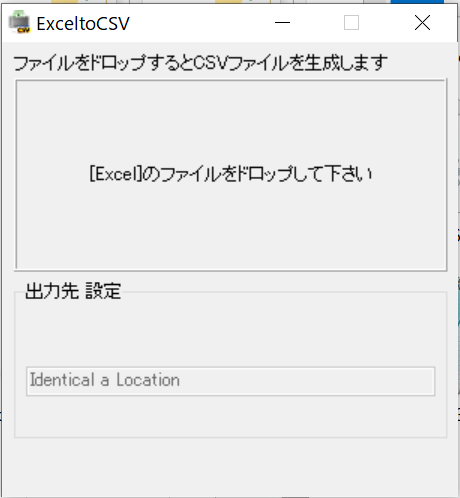 ExceltoCSV
ファイルをドロップするとCSVファイルを生成します
[Excel]のファイルをドロップして下さい
出力先 設定
Identical a Location